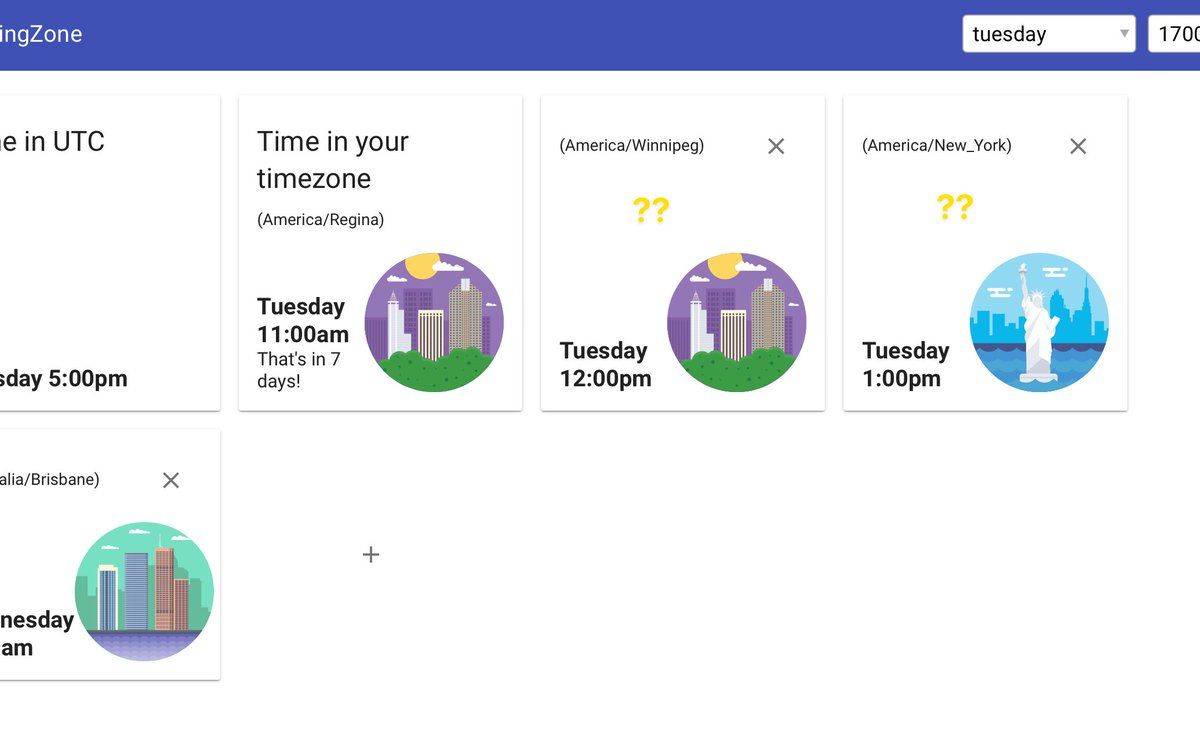 ingZone
tuesday
1700
e in UTC
sday 5:00pm
Time in your
timezone
(America/Regina)
Tuesday
11:00am
That's in 7
days!
(America/Winnipeg)
??
Tuesday
12:00pm
(America/New_York)
??
Tuesday
1:00pm
alia/Brisbane)
nesday
am